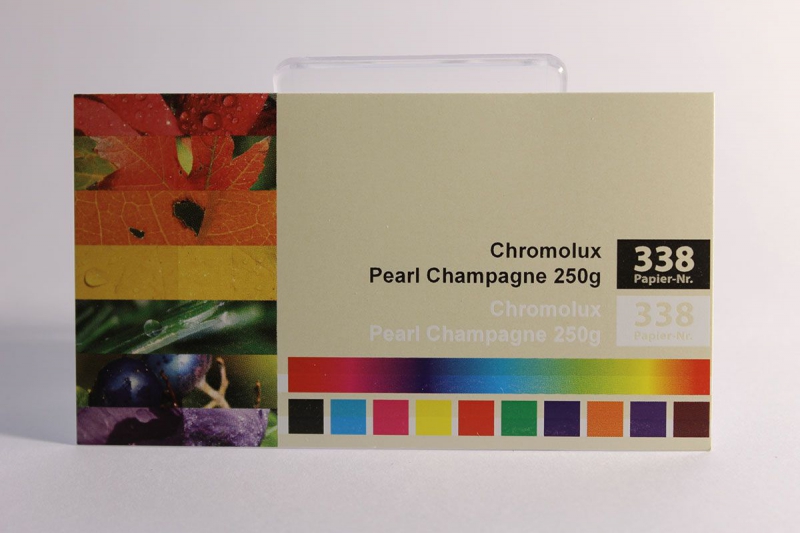 Chromolux
Pearl Champagne 250g
338
Papier-Nr.
Chromolux
Pearl Champagne 250g
338
Papier-Nr.